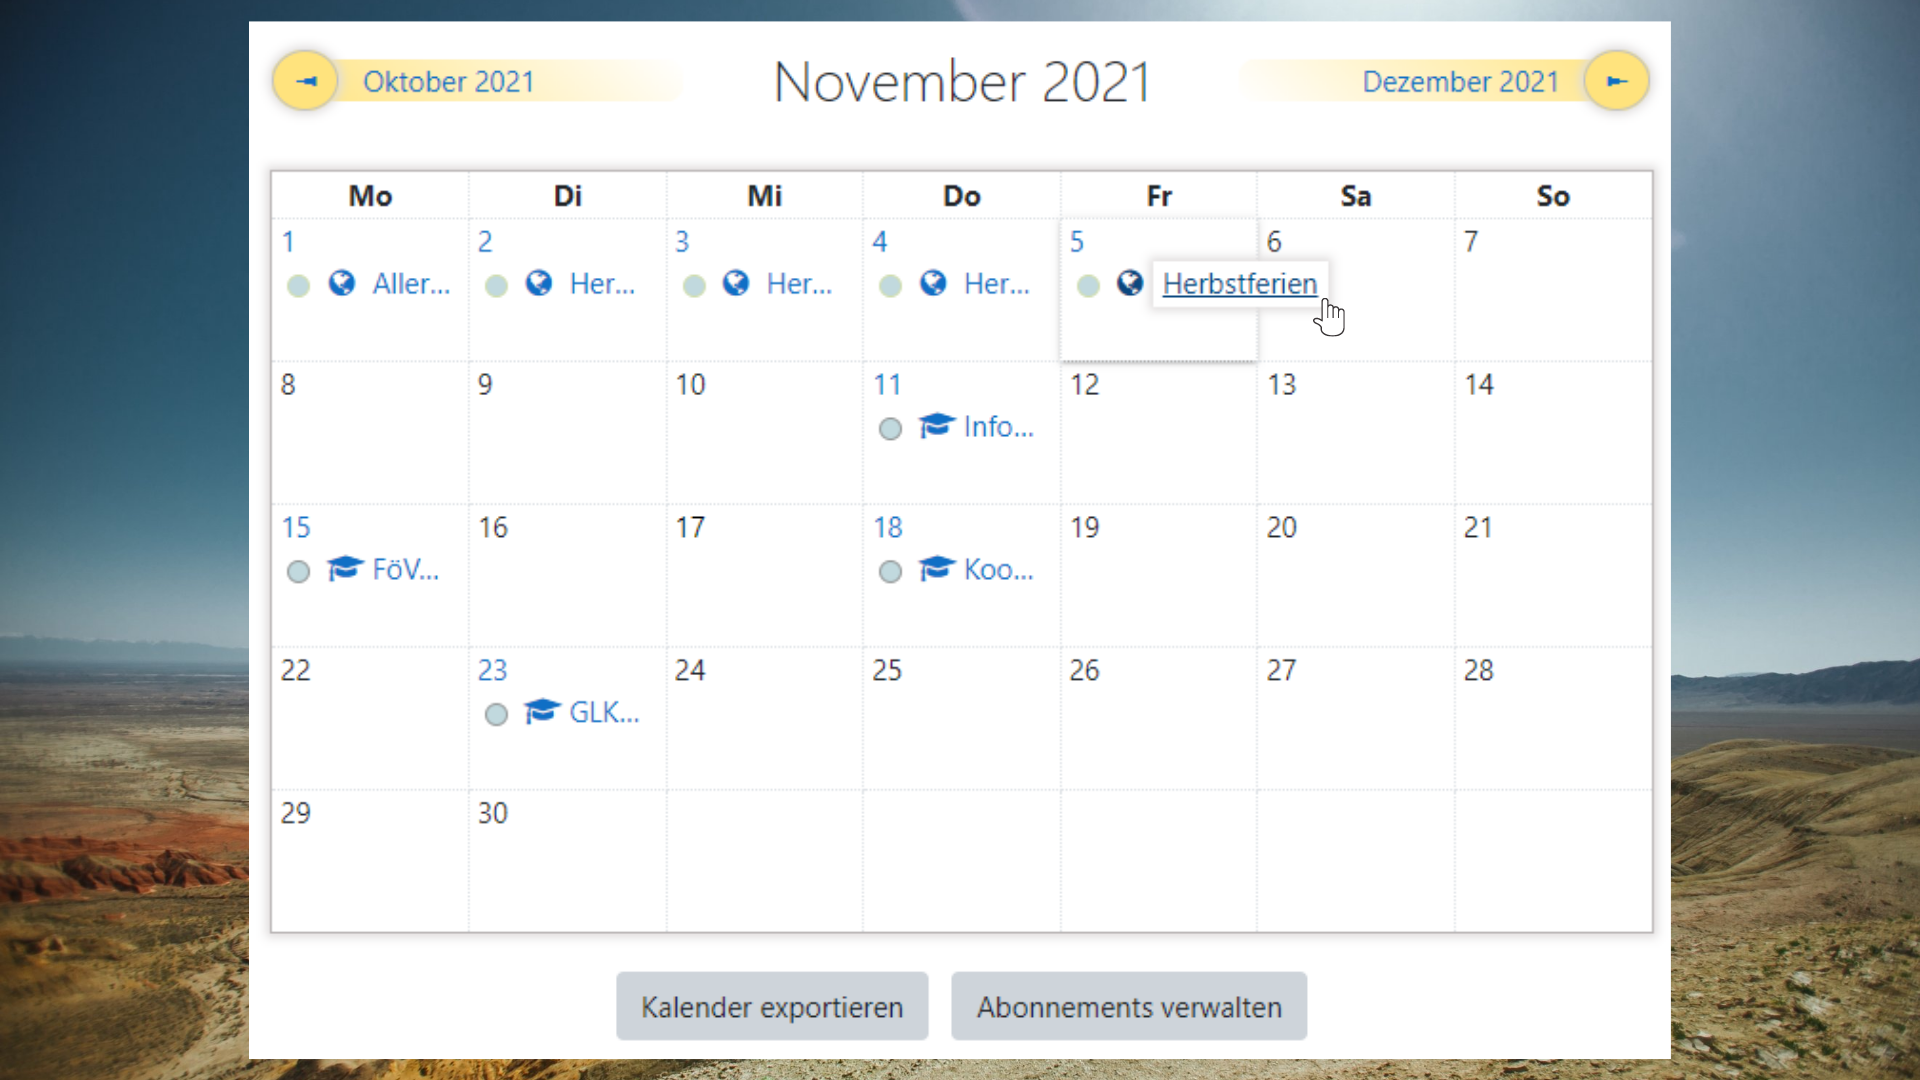 Oktober 2021
November 2021
Dezember 2021
Mo Di Mi Do Fr Sa So
1 2 3 4 5 6 7
Aller... Her... Her... Her... Herbstferien
8 9 10 11 12 13 14
Info...
15 16 17 18 19 20 21
FöV... Koo...
22 23 24 25 26 27 28
GLK...
29 30
Kalender exportieren
Abonnements verwalten